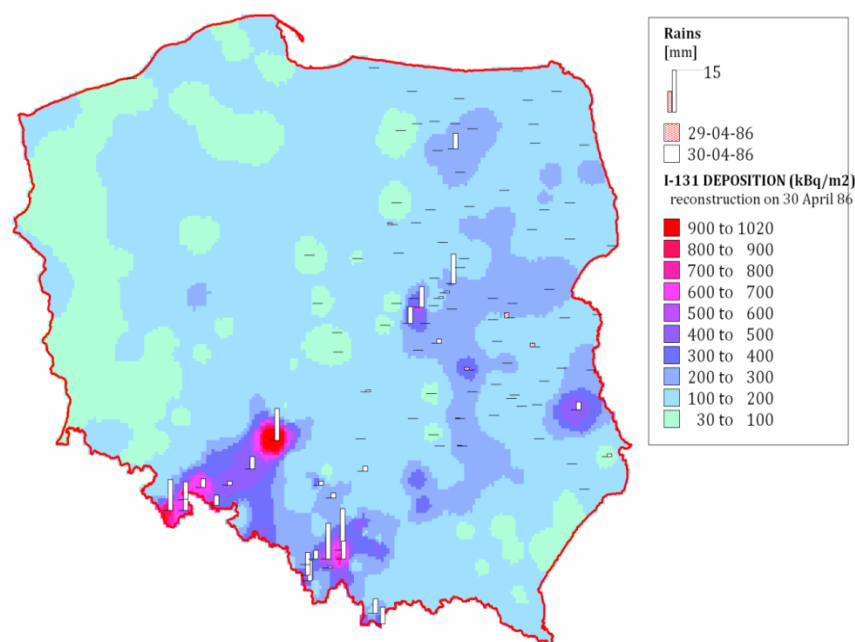 Rains
[mm]
15
29-04-86
30-04-86
I-131 DEPOSITION (kBq/m2)
reconstruction on 30 April 86
900 to 1020
800 to 900
700 to 800
600 to 700
500 to 600
400 to 500
300 to 400
200 to 300
100 to 200
30 to 100